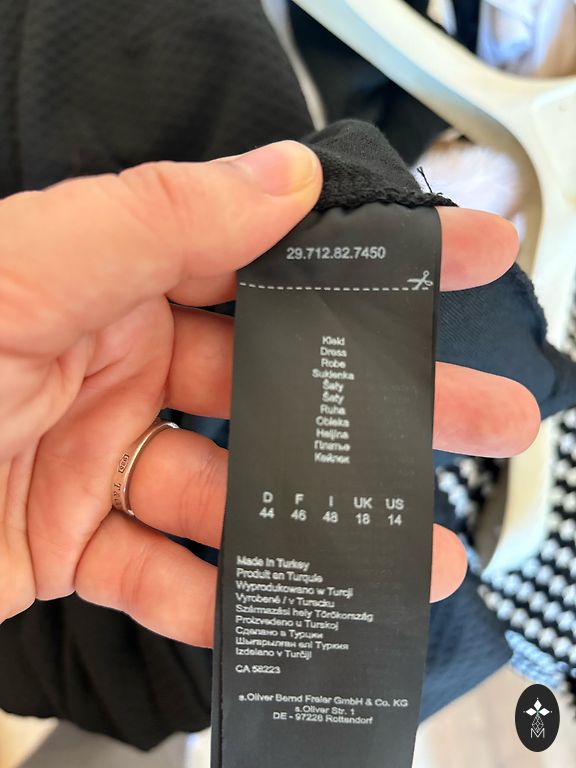 29.712.82.7450
Kleid
Dress
Robe
Sukienka
Šaty
Šaty
Ruha
Obleka
Haljina
Платье
Көйлек
D F I UK US
44 46 48 18 14
Made in Turkey
Produit en Turquie
Wyprodukowano w Turcji
Vyrobené / v Turecku
Származási hely Törökország
Proizvedeno u Turskoj
Сделано в Турции
Шығарылған елі Түркия
Izdelano v Turčiji
CA 58223
s.Oliver Bernd Freier GmbH & Co. KG
s.Oliver Str. 1
DE - 97228 Rottendorf
925
M